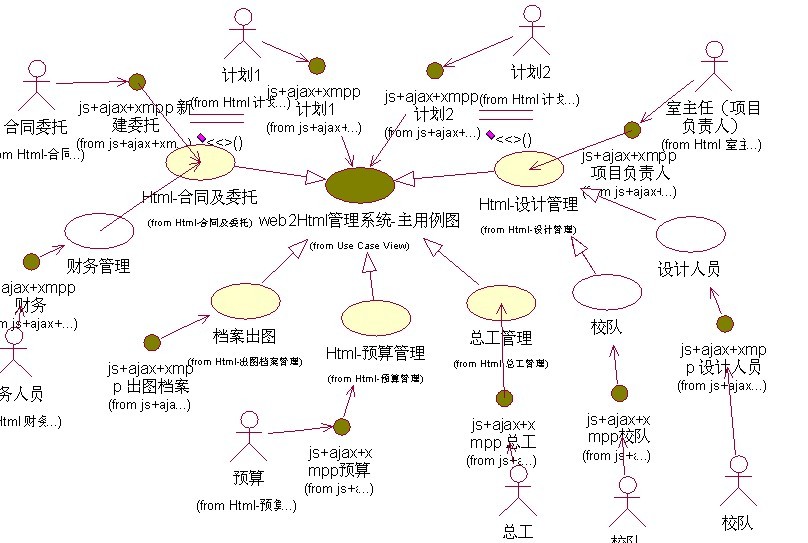 计划1
(from Html 计戈...)
js+ajax+xmpp
计划1
(from js+ajax+...)
计划2
(from Html 计戈...)
js+ajax+xmpp
计划2
(from js+ajax+...)
合同委托
(from Html-合同...)
js+ajax+xmpp 新
建委托
(from js+ajax+xm...)
<<>()
<<>()
室主任（项目
负责人）
(from Html 室主...)
js+ajax+xmpp
项目负责人
(from js+ajax+...)
Html-合同及委托
(from Html-合同及委托)
web2Html管理系统-主用例图
(from Use Case View)
Html-设计管理
(from Html-设计管理)
财务管理
ajax+xmpp
财务
(from js+ajax+...)
务人员
Html 财务...)
设计人员
档案出图
(from Html-出图档案管理)
js+ajax+xmp
p 出图档案
(from js+aja...)
Html-预算管理
(from Html-预算管理)
总工管理
(from Html 总工管理)
校队
js+ajax+xmp
p 设计人员
(from js+ajax...)
js+ajax+x
mpp预算
(from js+a...)
预算
(from Html-预算...)
js+ajax+x
mpp 总工
(from js+a...)
总工
js+ajax+x
mpp校队
(from js+a...)
校队
校队